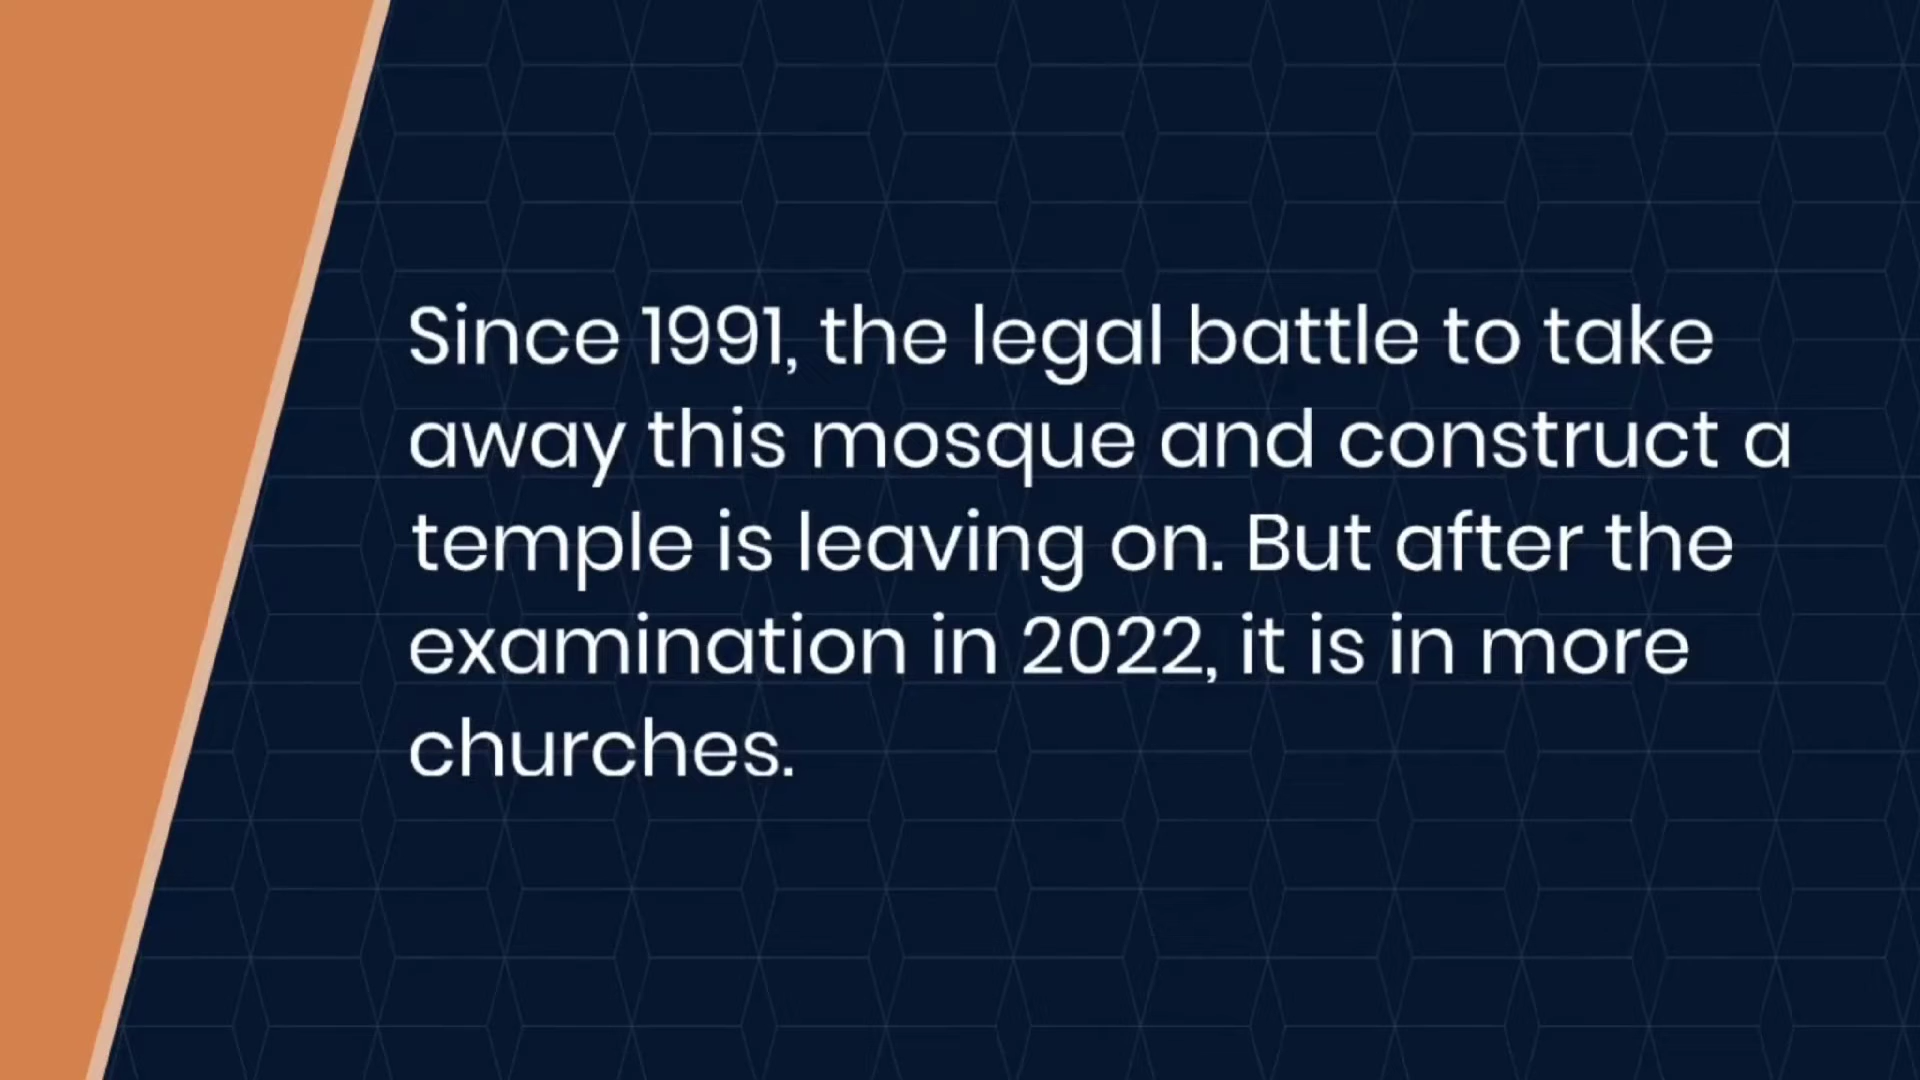 Since 1991, the legal battle to take
away this mosque and construct a
temple is leaving on. But after the
examination in 2022, it is in more
churches.